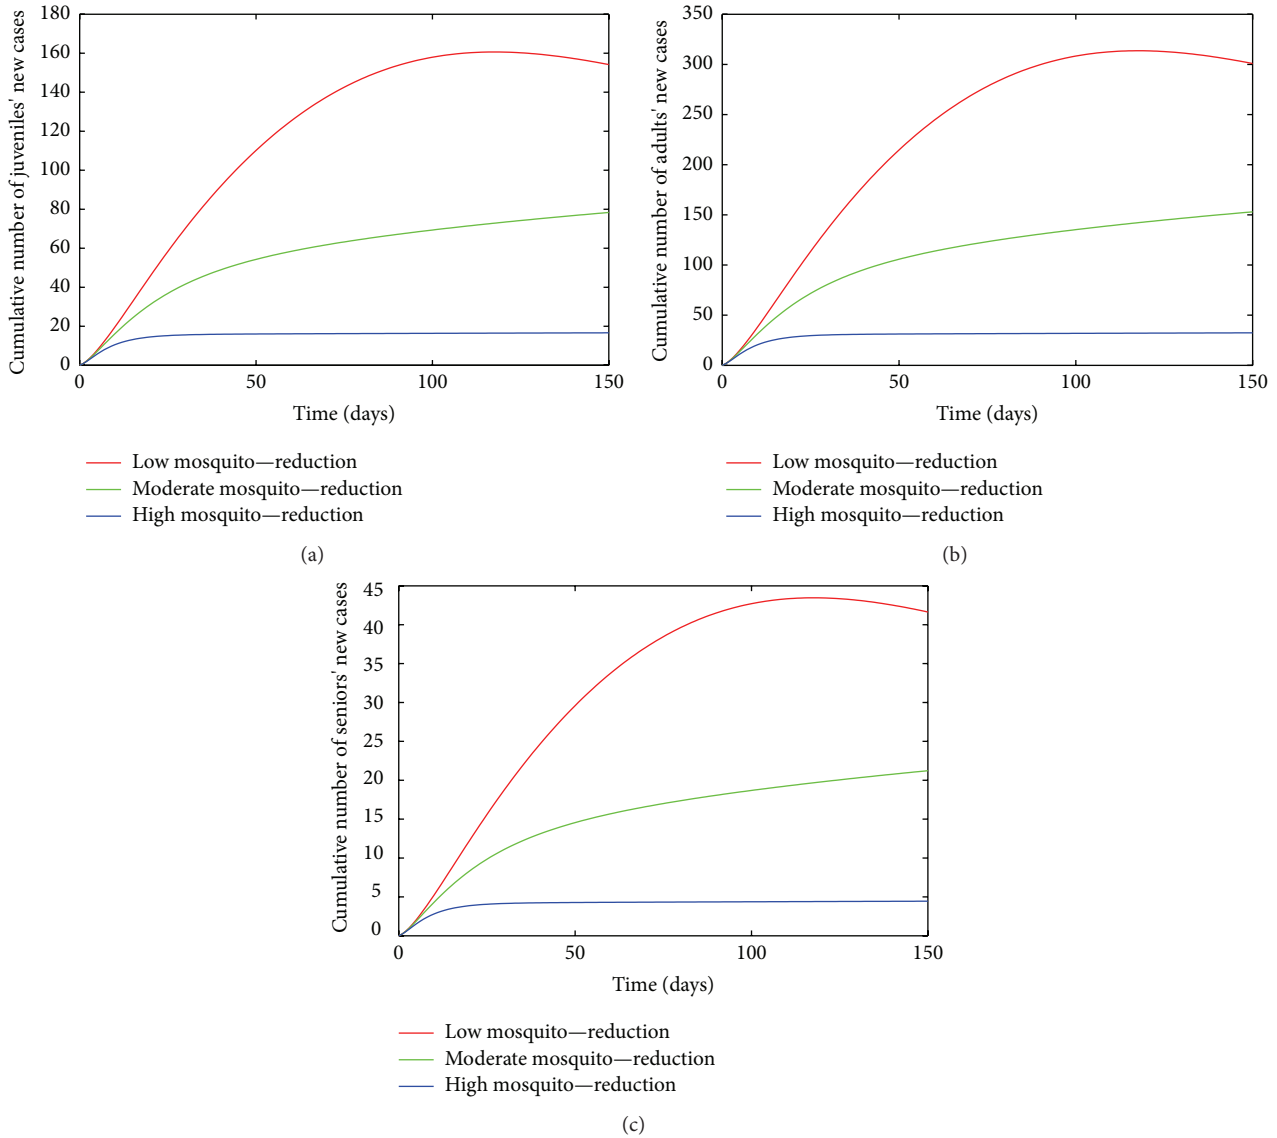 Cumulative number of juveniles' new cases
180
160
140
120
100
80
60
40
20
0
0 50 100 150
Time (days)
Low mosquito—reduction
Moderate mosquito—reduction
High mosquito—reduction
(a)
Cumulative number of adults' new cases
350
300
250
200
150
100
50
0
0 50 100 150
Time (days)
Low mosquito—reduction
Moderate mosquito—reduction
High mosquito—reduction
(b)
Cumulative number of seniors' new cases
45
40
35
30
25
20
15
10
5
0
0 50 100 150
Time (days)
Low mosquito—reduction
Moderate mosquito—reduction
High mosquito—reduction
(c)